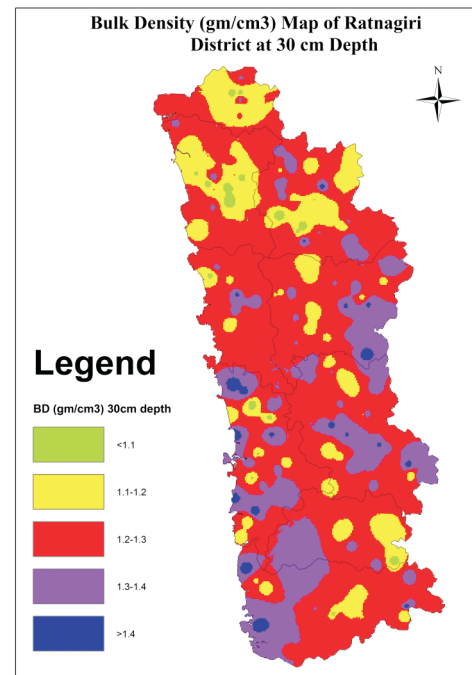 Bulk Density (gm/cm3) Map of Ratnagiri
District at 30 cm Depth
N
Legend
BD (gm/cm3) 30cm depth
<1.1
1.1-1.2
1.2-1.3
1.3-1.4
>1.4